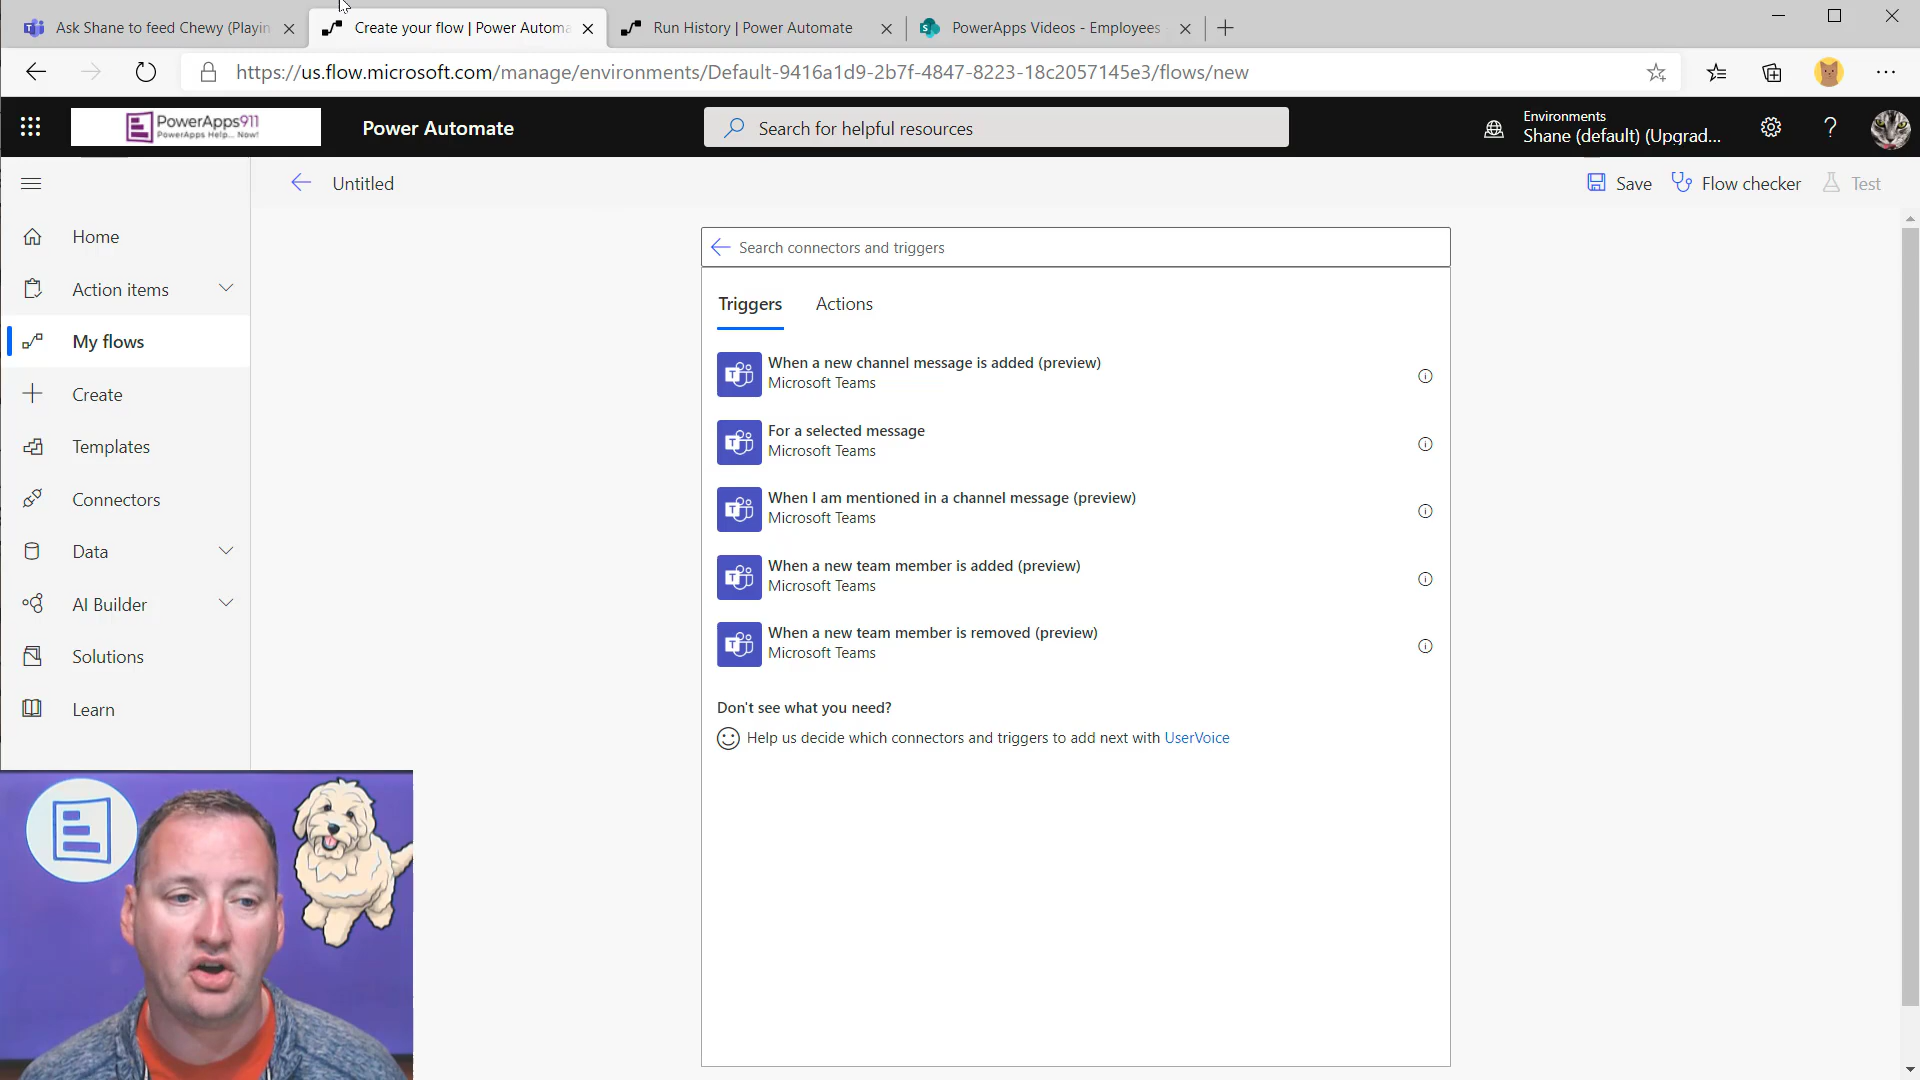 Ask Shane to feed Chewy (Playin
Create your flow | Power Automa
Run History | Power Automate
PowerApps Videos - Employees
https://us.flow.microsoft.com/manage/environments/Default-9416a1d9-2b7f-4847-8223-18c2057145e3/flows/new
PowerApps911
PowerApps Help... Now!
Power Automate
Search for helpful resources
Environments
Shane (default) (Upgrad...
Untitled
Save
Flow checker
Test
Home
Action items
My flows
Create
Templates
Connectors
Data
AI Builder
Solutions
Learn
Search connectors and triggers
Triggers
Actions
When a new channel message is added (preview)
Microsoft Teams
For a selected message
Microsoft Teams
When I am mentioned in a channel message (preview)
Microsoft Teams
When a new team member is added (preview)
Microsoft Teams
When a new team member is removed (preview)
Microsoft Teams
Don't see what you need?
Help us decide which connectors and triggers to add next with UserVoice